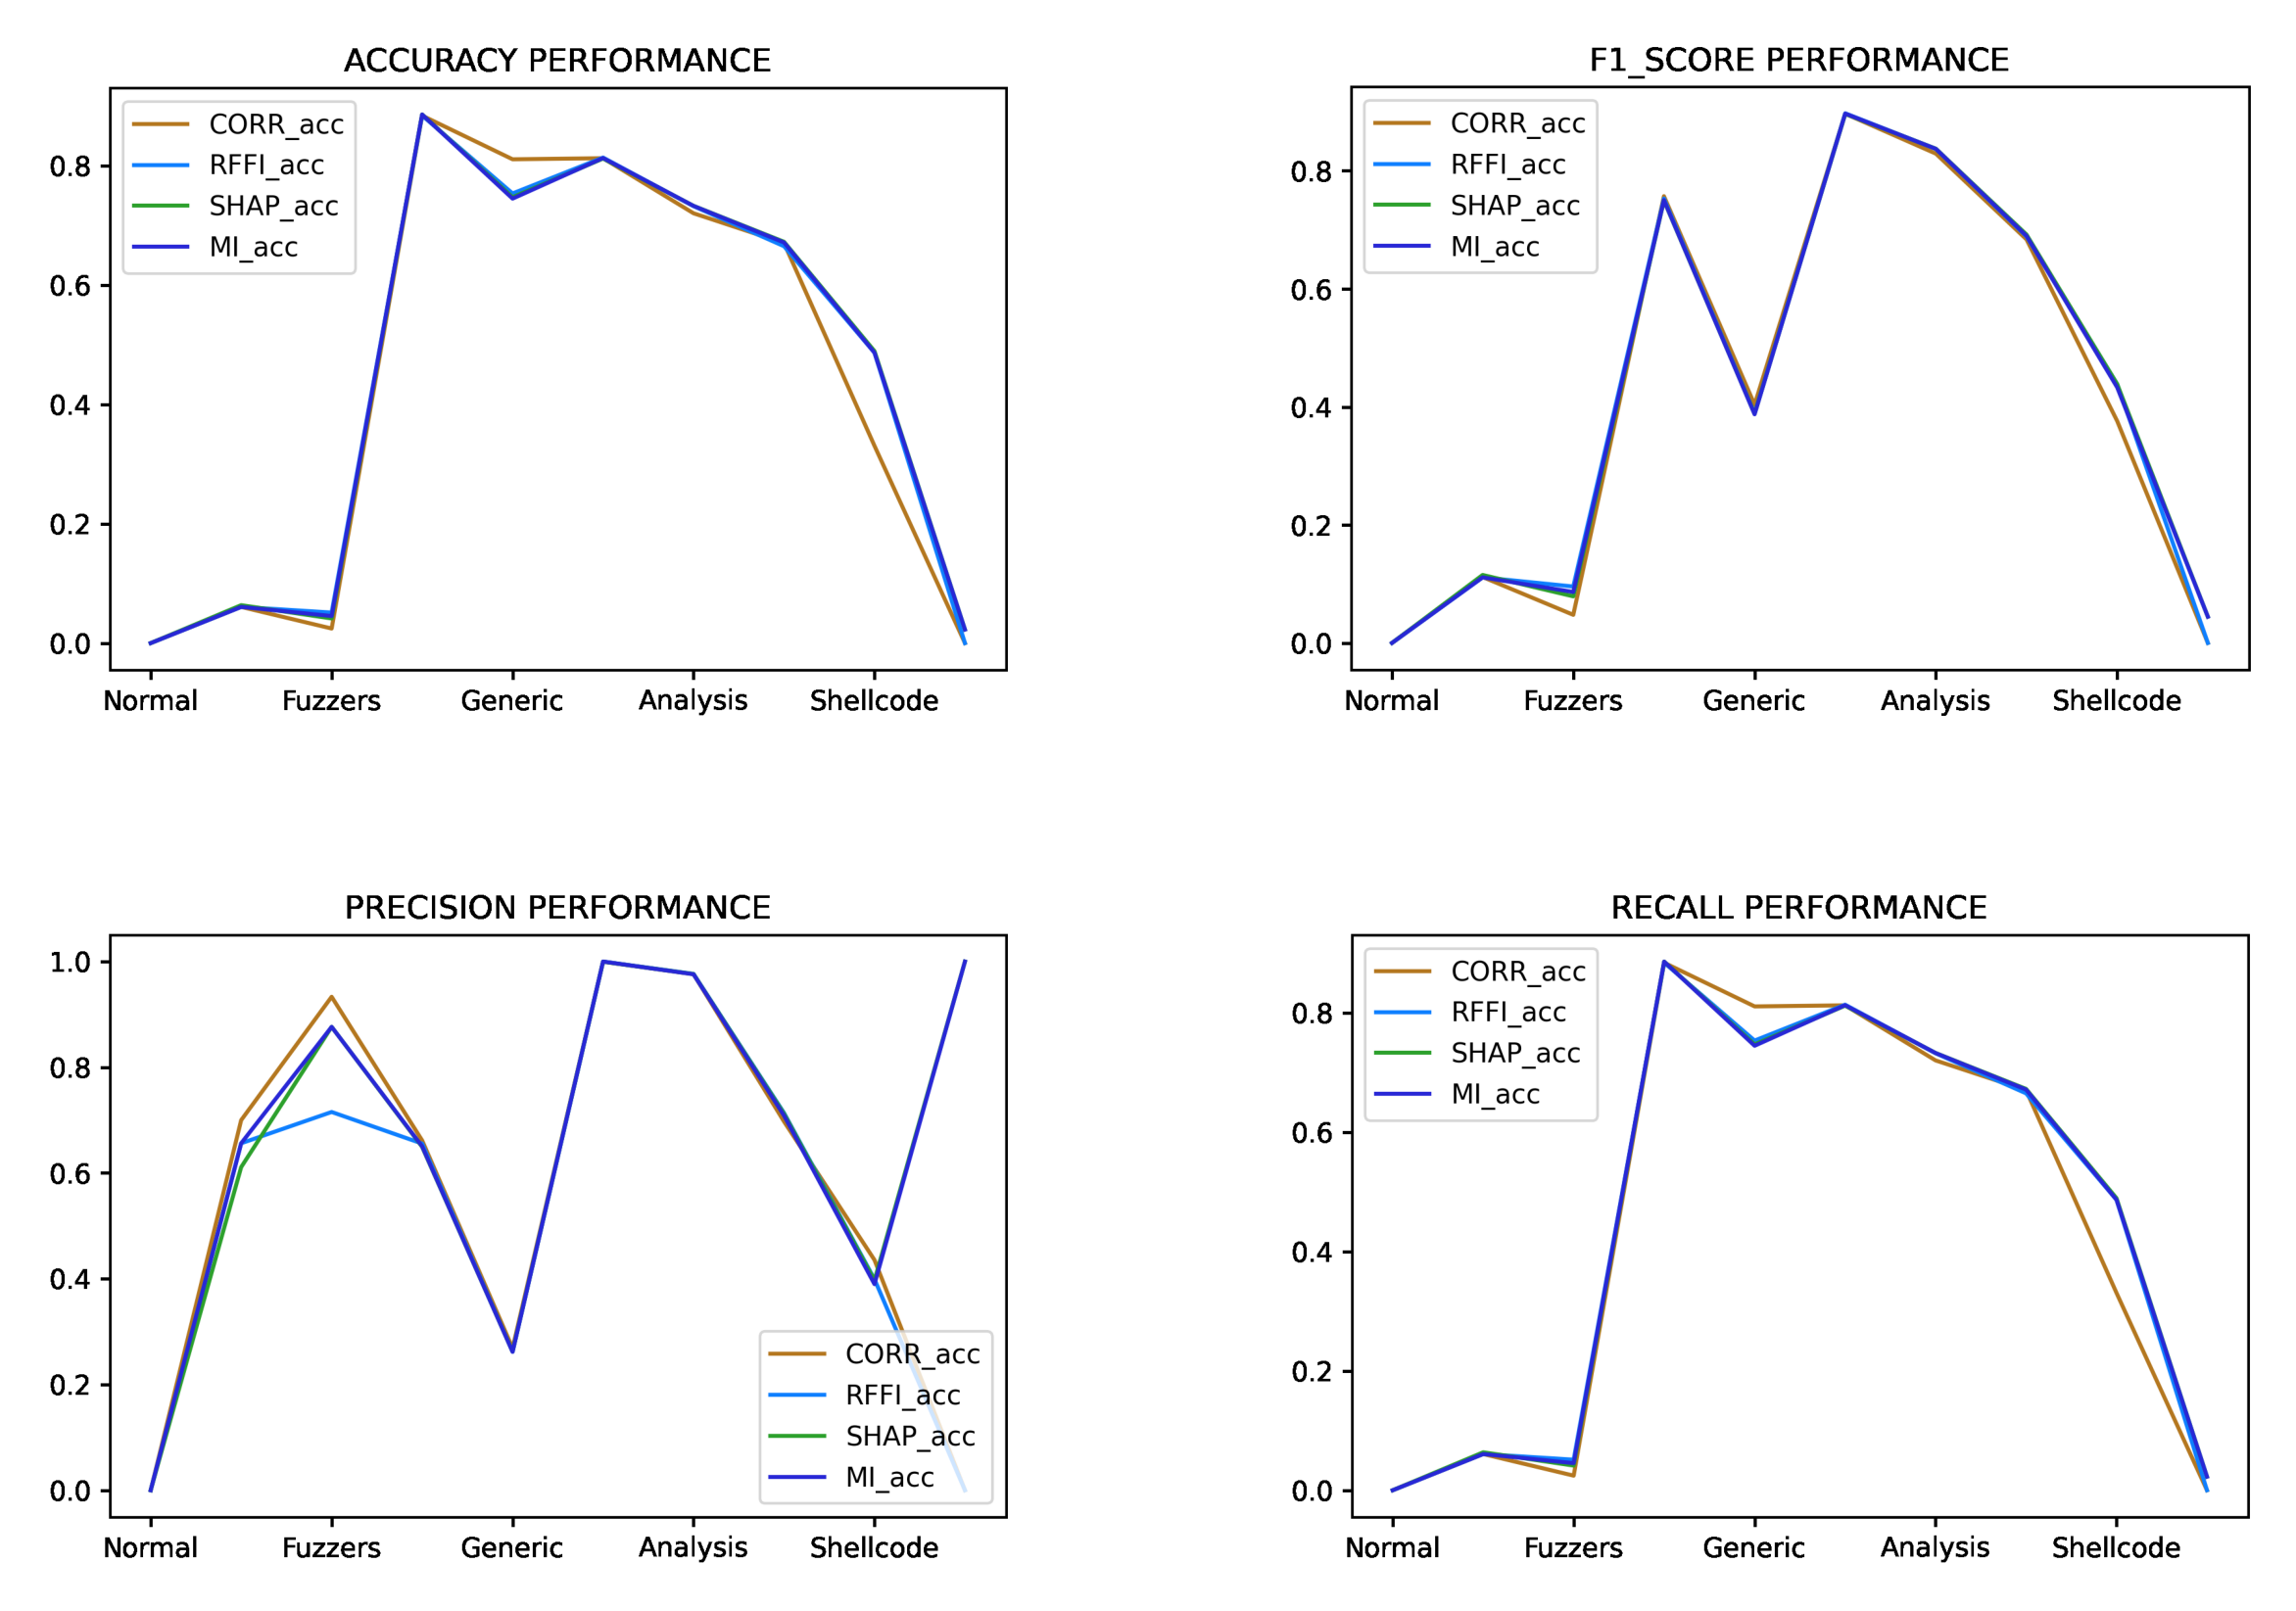 ACCURACY PERFORMANCE
CORR_acc
RFFI_acc
SHAP_acc
MI_acc
0.8
0.6
0.4
0.2
0.0
Normal Fuzzers Generic Analysis Shellcode
F1_SCORE PERFORMANCE
CORR_acc
RFFI_acc
SHAP_acc
MI_acc
0.8
0.6
0.4
0.2
0.0
Normal Fuzzers Generic Analysis Shellcode
PRECISION PERFORMANCE
1.0
0.8
0.6
0.4
0.2
0.0
CORR_acc
RFFI_acc
SHAP_acc
MI_acc
Normal Fuzzers Generic Analysis Shellcode
RECALL PERFORMANCE
CORR_acc
RFFI_acc
SHAP_acc
MI_acc
0.8
0.6
0.4
0.2
0.0
Normal Fuzzers Generic Analysis Shellcode